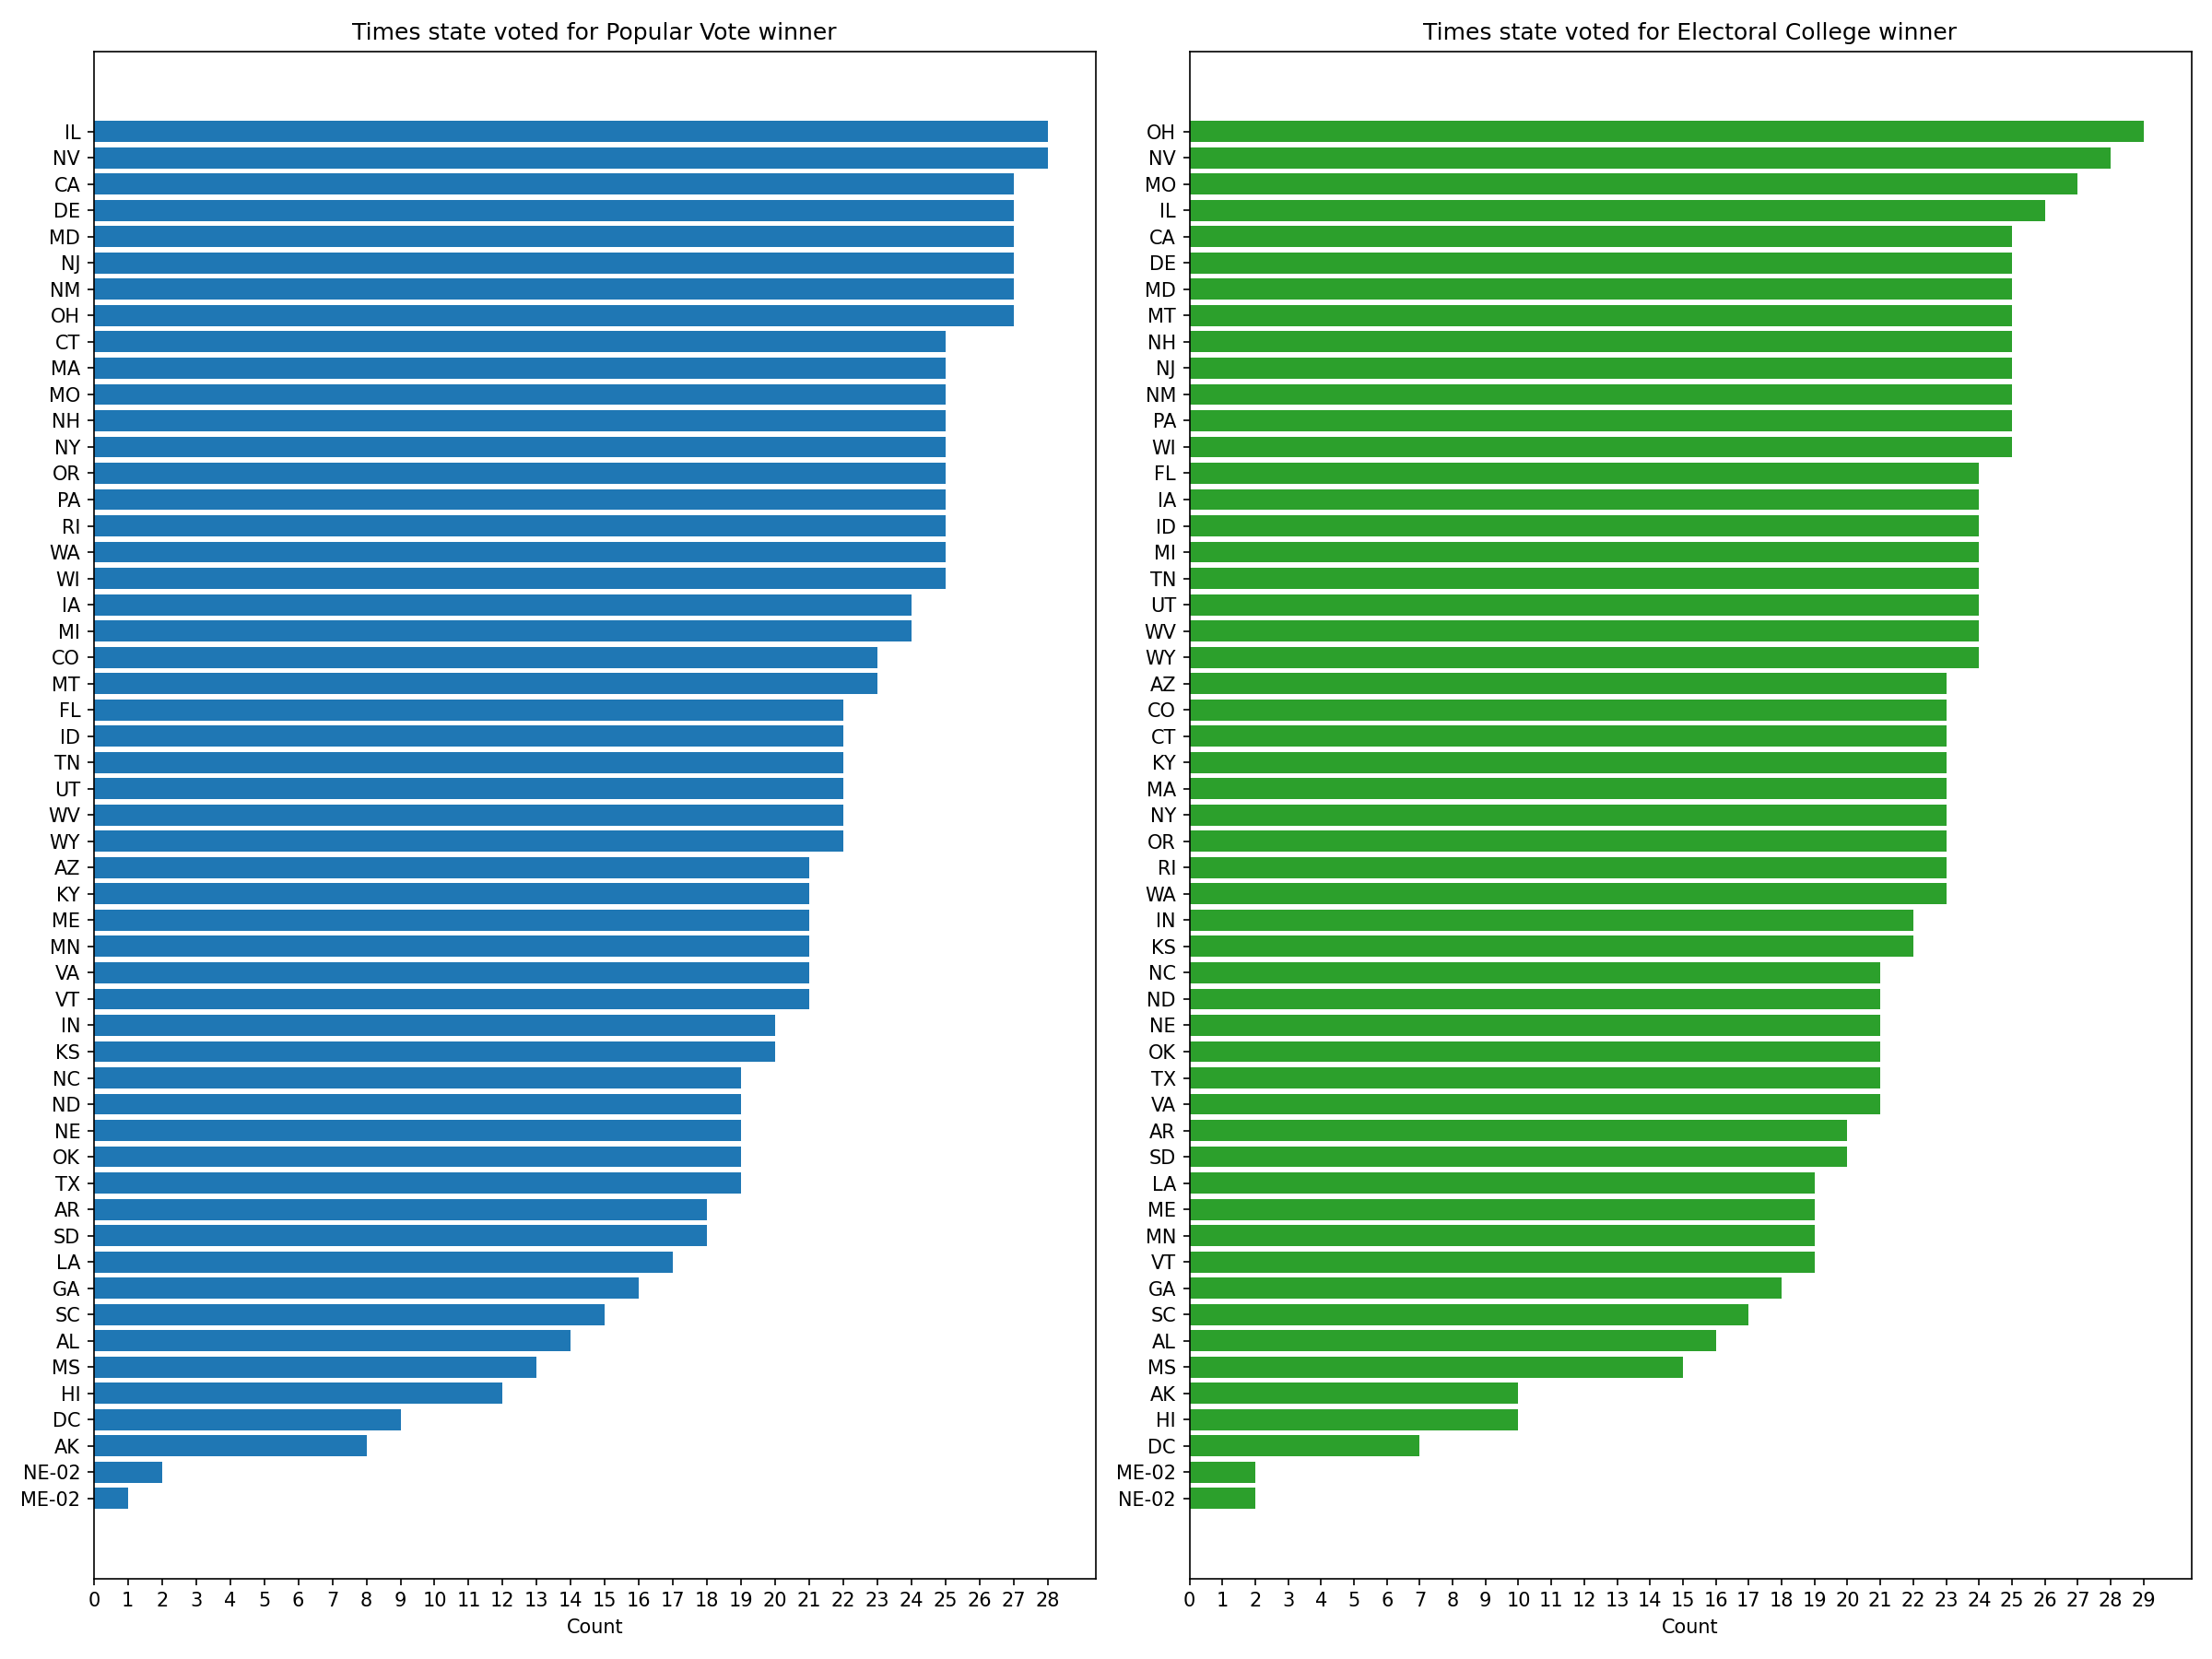 Times state voted for Popular Vote winner
IL
NV
CA
DE
MD
NJ
NM
OH
CT
MA
MO
NH
NY
OR
PA
RI
WA
WI
IA
MI
CO
MT
FL
ID
TN
UT
WV
WY
AZ
KY
ME
MN
VA
VT
IN
KS
NC
ND
NE
OK
TX
AR
SD
LA
GA
SC
AL
MS
HI
DC
AK
NE-02
ME-02
0 1 2 3 4 5 6 7 8 9 10 11 12 13 14 15 16 17 18 19 20 21 22 23 24 25 26 27 28
Count
Times state voted for Electoral College winner
OH
NV
MO
IL
CA
DE
MD
MT
NH
NJ
NM
PA
WI
FL
IA
ID
MI
TN
UT
WV
WY
AZ
CO
CT
KY
MA
NY
OR
RI
WA
IN
KS
NC
ND
NE
OK
TX
VA
AR
SD
LA
ME
MN
VT
GA
SC
AL
MS
AK
HI
DC
ME-02
NE-02
0 1 2 3 4 5 6 7 8 9 10 11 12 13 14 15 16 17 18 19 20 21 22 23 24 25 26 27 28 29
Count